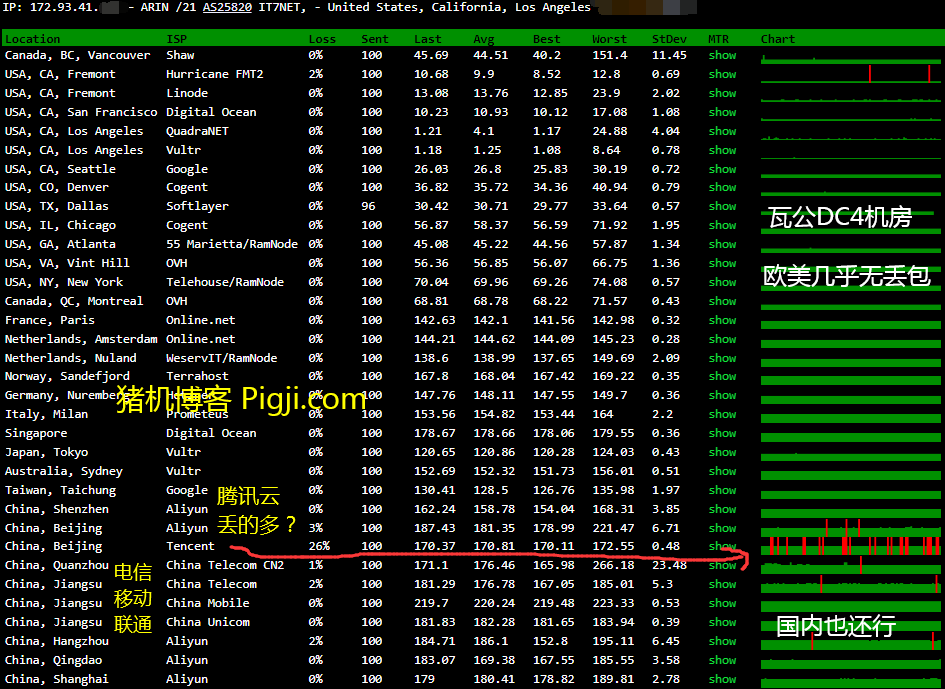 IP: 172.93.41. - ARIN /21 AS25820 IT7NET, - United States, California, Los Angeles
Location ISP Loss Sent Last Avg Best Worst StDev MTR Chart
Canada, BC, Vancouver Shaw 0% 100 45.69 44.51 40.2 151.4 11.45 show
USA, CA, Fremont Hurricane FMT2 2% 100 10.68 9.9 8.52 12.8 0.69 show
USA, CA, Fremont Linode 0% 100 13.08 13.76 12.85 23.9 2.02 show
USA, CA, San Francisco Digital Ocean 0% 100 10.23 10.93 10.12 17.08 1.08 show
USA, CA, Los Angeles QuadraNET 0% 100 1.21 4.1 1.17 24.88 4.04 show
USA, CA, Los Angeles Vultr 0% 100 1.18 1.25 1.08 8.64 0.78 show
USA, CA, Seattle Google 0% 100 26.03 26.8 25.83 30.19 0.72 show
USA, CO, Denver Cogent 0% 100 36.82 35.72 34.36 40.94 0.79 show
USA, TX, Dallas Softlayer 0% 96 30.42 30.71 29.77 33.64 0.57 show
瓦公DC4机房
USA, IL, Chicago Cogent 0% 100 56.87 58.37 56.59 71.92 1.95 show
USA, GA, Atlanta 55 Marietta/RamNode 0% 100 45.08 45.22 44.56 57.87 1.34 show
USA, VA, Vint Hill OVH 0% 100 56.36 56.85 56.07 66.75 1.36 show
欧美几乎无丢包
USA, NY, New York Telehouse/RamNode 0% 100 70.04 69.96 69.26 74.08 0.57 show
Canada, QC, Montreal OVH 0% 100 68.81 68.78 68.22 71.57 0.43 show
France, Paris Online.net 0% 100 142.63 142.1 141.56 142.98 0.32 show
Netherlands, Amsterdam Online.net 0% 100 144.21 144.62 144.09 145.23 0.28 show
Netherlands, Nuland WeservIT/RamNode 0% 100 138.6 138.99 137.65 149.69 2.09 show
Norway, Sandefjord Terrahost 0% 100 167.8 168.04 167.42 169.22 0.35 show
Germany, Nuremberg 0% 100 147.76 148.11 147.55 149.7 0.36 show
猪机博客 Pigji.com
Italy, Milan Prometeus 0% 100 153.56 154.82 153.44 164 2.2 show
Singapore Digital Ocean 0% 100 178.67 178.66 178.06 179.55 0.36 show
Japan, Tokyo Vultr 0% 100 120.65 120.86 120.28 124.03 0.43 show
Australia, Sydney Vultr 0% 100 152.69 152.32 151.73 156.01 0.51 show
Taiwan, Taichung Google 0% 100 130.41 128.5 126.76 135.98 1.97 show
腾讯云
China, Shenzhen Aliyun 0% 100 162.24 158.78 154.04 168.31 3.85 show
丢的多？
China, Beijing Aliyun 3% 100 187.43 181.35 178.99 221.47 6.71 show
China, Beijing Tencent 26% 100 170.37 170.81 170.11 172.55 0.48 show
China, Quanzhou China Telecom CN2 1% 100 171.1 176.46 165.98 266.18 23.48 show
电信
China, Jiangsu China Telecom 2% 100 181.29 176.78 167.05 185.01 5.3 show
移动
China, Jiangsu China Mobile 0% 100 219.7 220.24 219.48 223.33 0.53 show
联通
China, Jiangsu China Unicom 0% 100 181.83 182.28 181.65 183.94 0.39 show
国内也还行
China, Hangzhou Aliyun 2% 100 184.71 186.1 152.8 195.11 6.45 show
China, Qingdao Aliyun 0% 100 183.07 169.38 167.55 185.55 3.58 show
China, Shanghai Aliyun 0% 100 179 180.41 178.82 189.81 2.78 show